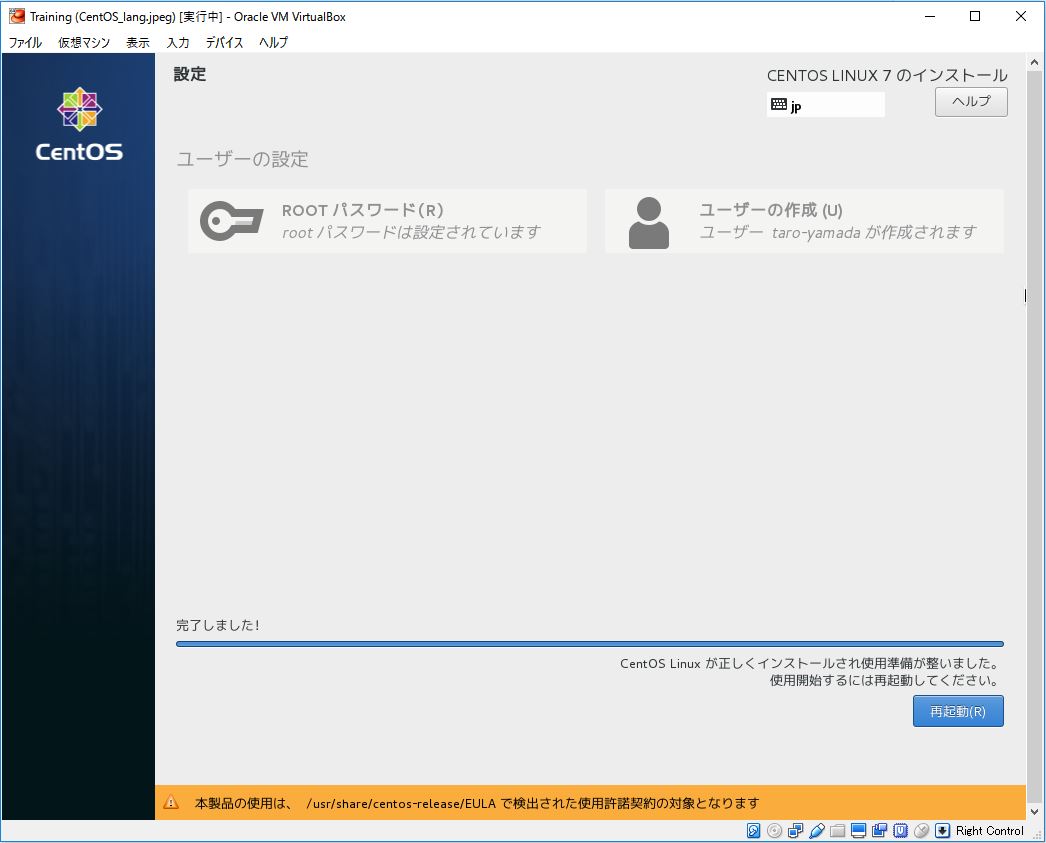 Training (CentOS_lang.jpeg) [実行中] - Oracle VM VirtualBox
ファイル 仮想マシン 表示 入力 デバイス ヘルプ
設定
CENTOS LINUX 7 のインストール
jp
ヘルプ
CentOS
ユーザーの設定
ROOT パスワード(R)
root パスワードは設定されています
ユーザーの作成 (U)
ユーザー taro-yamada が作成されます
完了しました!
CentOS Linux が正しくインストールされ使用準備が整いました。
使用開始するには再起動してください。
再起動(R)
本製品の使用は、 /usr/share/centos-release/EULA で検出された使用許諾契約の対象となります
Right Control